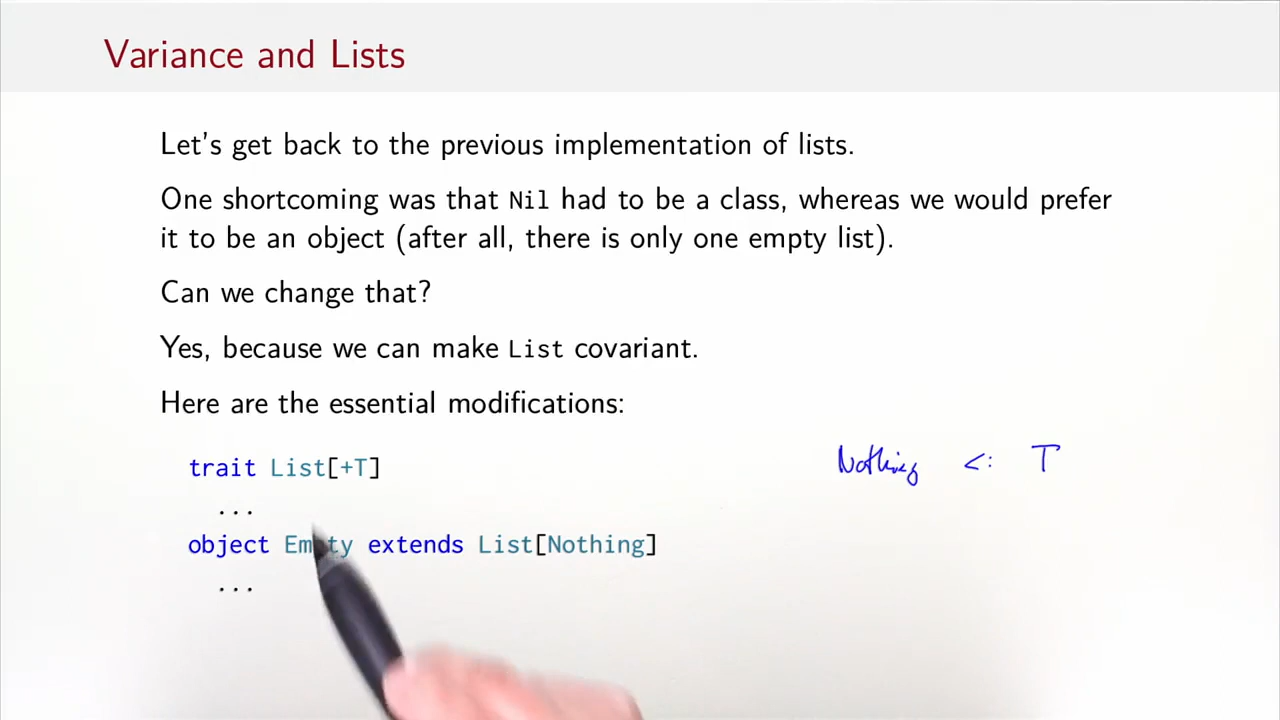 Variance and Lists
Let's get back to the previous implementation of lists.
One shortcoming was that Nil had to be a class, whereas we would prefer
it to be an object (after all, there is only one empty list).
Can we change that?
Yes, because we can make List covariant.
Here are the essential modifications:
trait List[+T]
Nothing <: T
...
object Empty extends List[Nothing]
...